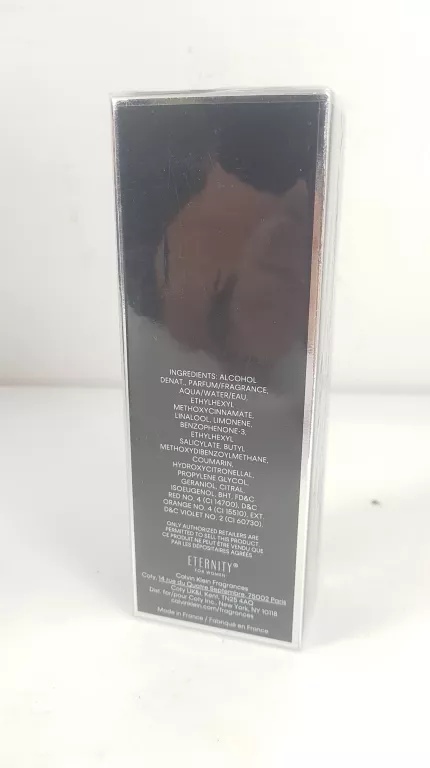 INGREDIENTS: ALCOHOL
DENAT., PARFUM/FRAGRANCE,
AQUA/WATER/EAU,
ETHYLHEXYL
METHOXYCINNAMATE,
LINALOOL, LIMONENE,
BENZOPHENONE-3,
ETHYLHEXYL
SALICYLATE, BUTYL
METHOXYDIBENZOYLMETHANE,
COUMARIN,
HYDROXYCITRONELLAL,
PROPYLENE GLYCOL,
GERANIOL, CITRAL,
ISOEUGENOL, BHT, FD&C
RED NO. 4 (CI 14700), D&C
ORANGE NO. 4 (CI 15510), EXT.
D&C VIOLET NO. 2 (CI 60730).
ONLY AUTHORIZED RETAILERS ARE
PERMITTED TO SELL THIS PRODUCT.
CE PRODUIT NE PEUT ÊTRE VENDU QUE
PAR LES DÉPOSITAIRES AGRÉÉS
ETERNITY®
FOR WOMEN
Calvin Klein Fragrances
Coty, 14 rue du Quatre Septembre, 75002 Paris
Coty UK&I, Kent, TN25 4AQ
Dist. for/pour Coty Inc., New York, NY 10118
calvinklein.com/fragrances
Made in France / Fabriqué en France